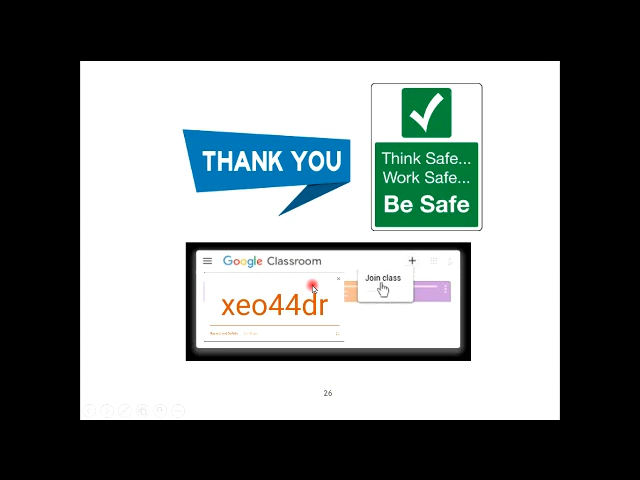 THANK YOU
Think Safe...
Work Safe...
Be Safe
Google Classroom
Join class
xeo44dr
26